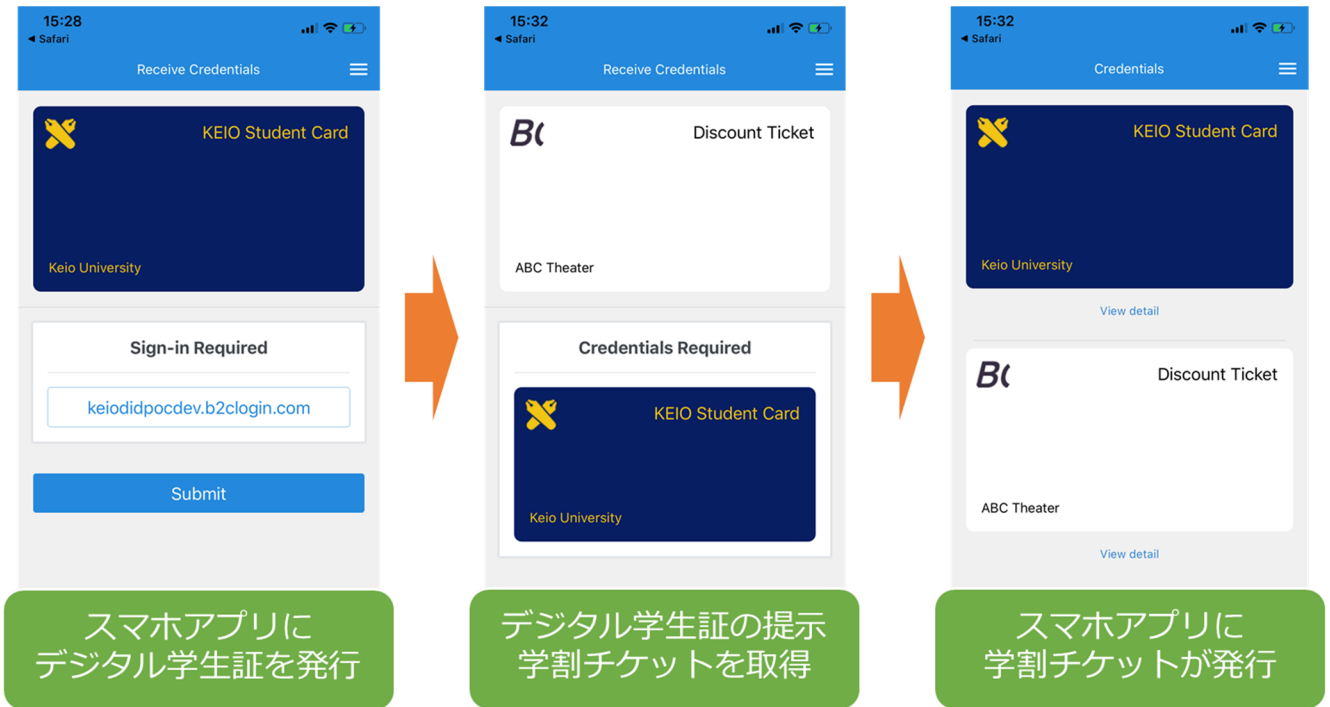 15:28
◀ Safari
Receive Credentials
KEIO Student Card
Keio University
Sign-in Required
keiodidpocdev.b2clogin.com
Submit
スマホアプリに
デジタル学生証を発行
15:32
◀ Safari
Receive Credentials
Discount Ticket
ABC Theater
Credentials Required
KEIO Student Card
Keio University
デジタル学生証の提示
学割チケットを取得
15:32
◀ Safari
Credentials
KEIO Student Card
Keio University
View detail
Discount Ticket
ABC Theater
View detail
スマホアプリに
学割チケットが発行